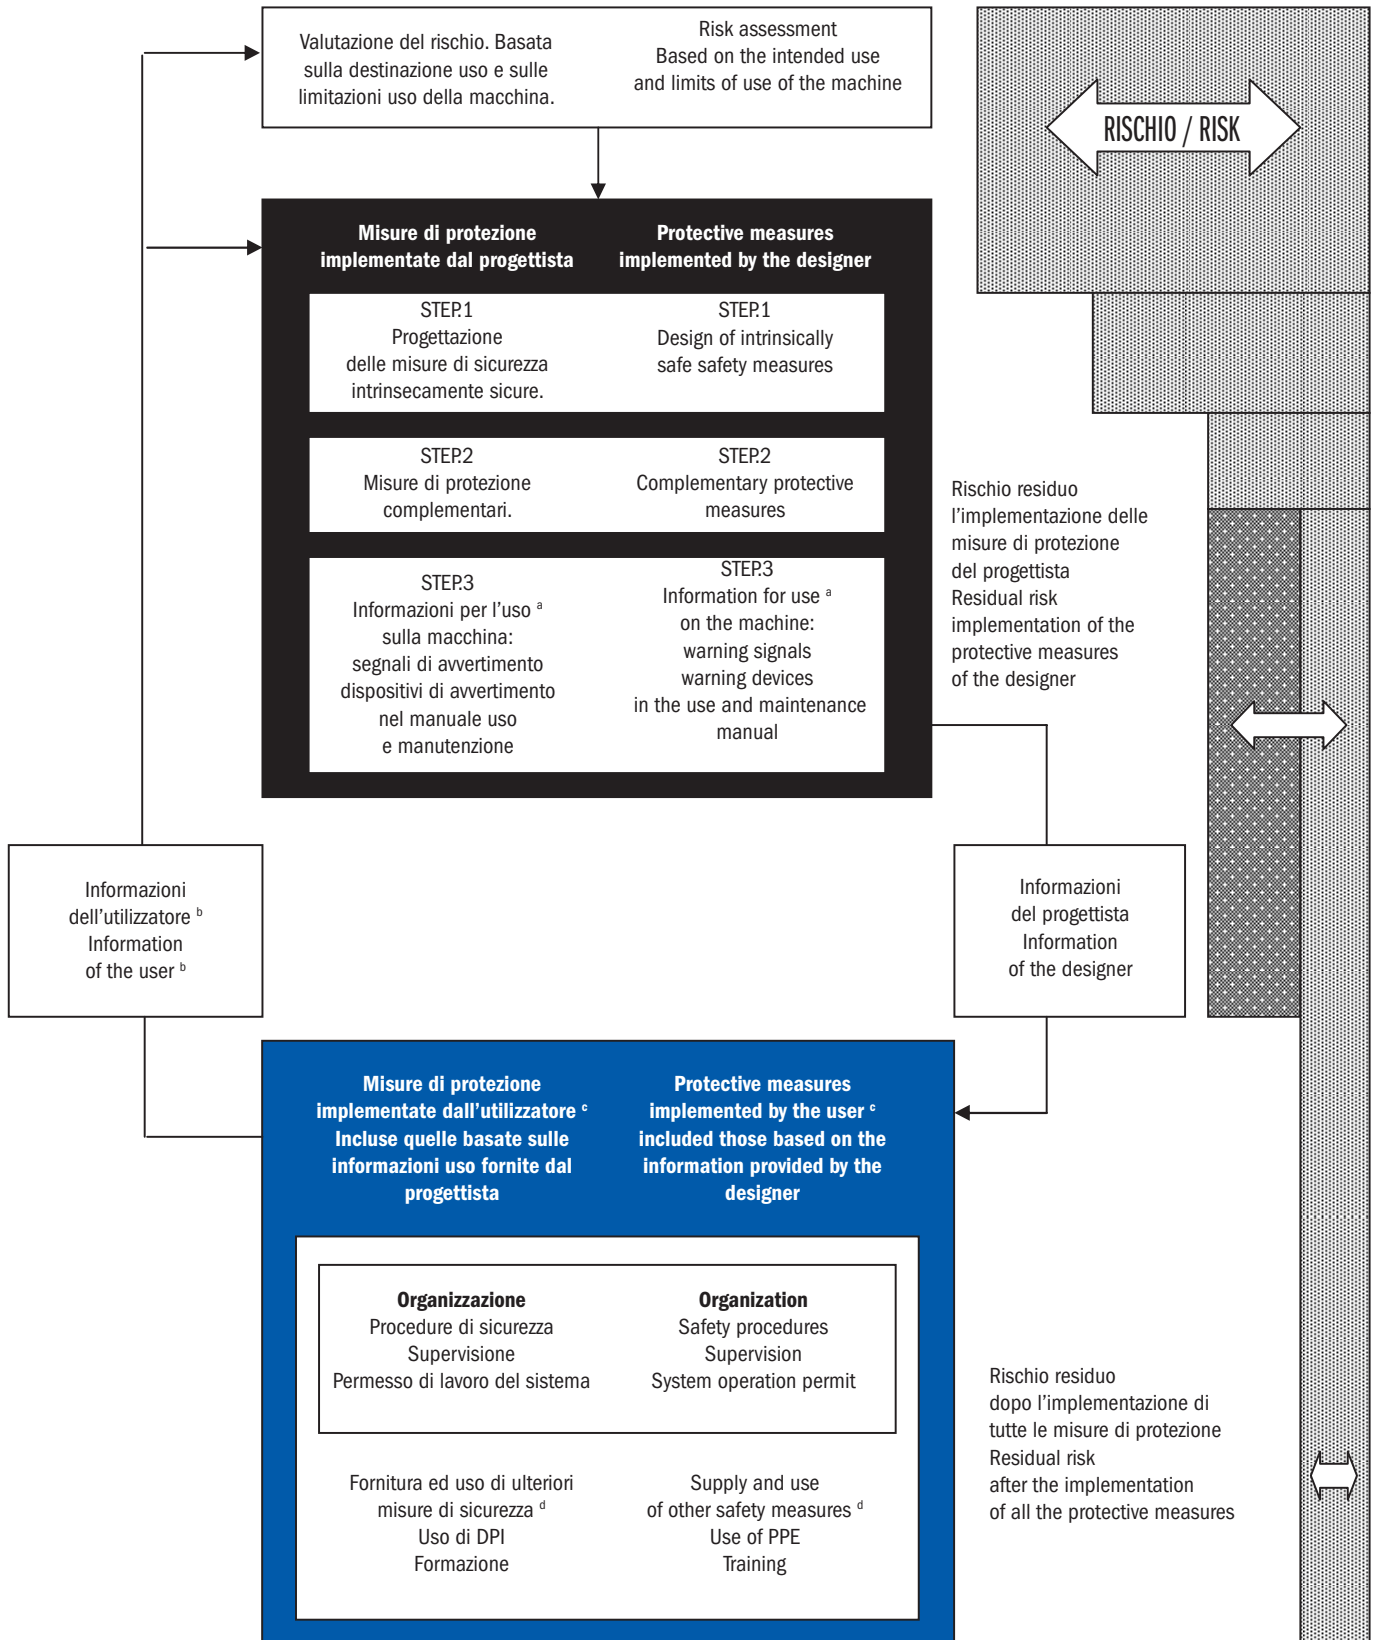 Valutazione del rischio. Basata
sulla destinazione uso e sulle
limitazioni uso della macchina.
Risk assessment
Based on the intended use
and limits of use of the machine
RISCHIO / RISK
Misure di protezione
implementate dal progettista
Protective measures
implemented by the designer
STEP.1
Progettazione
delle misure di sicurezza
intrinsecamente sicure.
STEP.1
Design of intrinsically
safe safety measures
STEP.2
Misure di protezione
complementari.
STEP.2
Complementary protective
measures
STEP.3
Informazioni per l'uso a
sulla macchina:
segnali di avvertimento
dispositivi di avvertimento
nel manuale uso
e manutenzione
STEP.3
Information for use a
on the machine:
warning signals
warning devices
in the use and maintenance
manual
Rischio residuo
l'implementazione delle
misure di protezione
del progettista
Residual risk
implementation of the
protective measures
of the designer
Informazioni
dell'utilizzatore b
Information
of the user b
Informazioni
del progettista
Information
of the designer
Misure di protezione
implementate dall'utilizzatore c
Incluse quelle basate sulle
informazioni uso fornite dal
progettista
Protective measures
implemented by the user c
included those based on the
information provided by the
designer
Organizzazione
Procedure di sicurezza
Supervisione
Permesso di lavoro del sistema
Organization
Safety procedures
Supervision
System operation permit
Fornitura ed uso di ulteriori
misure di sicurezza d
Uso di DPI
Formazione
Supply and use
of other safety measures d
Use of PPE
Training
Rischio residuo
dopo l'implementazione di
tutte le misure di protezione
Residual risk
after the implementation
of all the protective measures